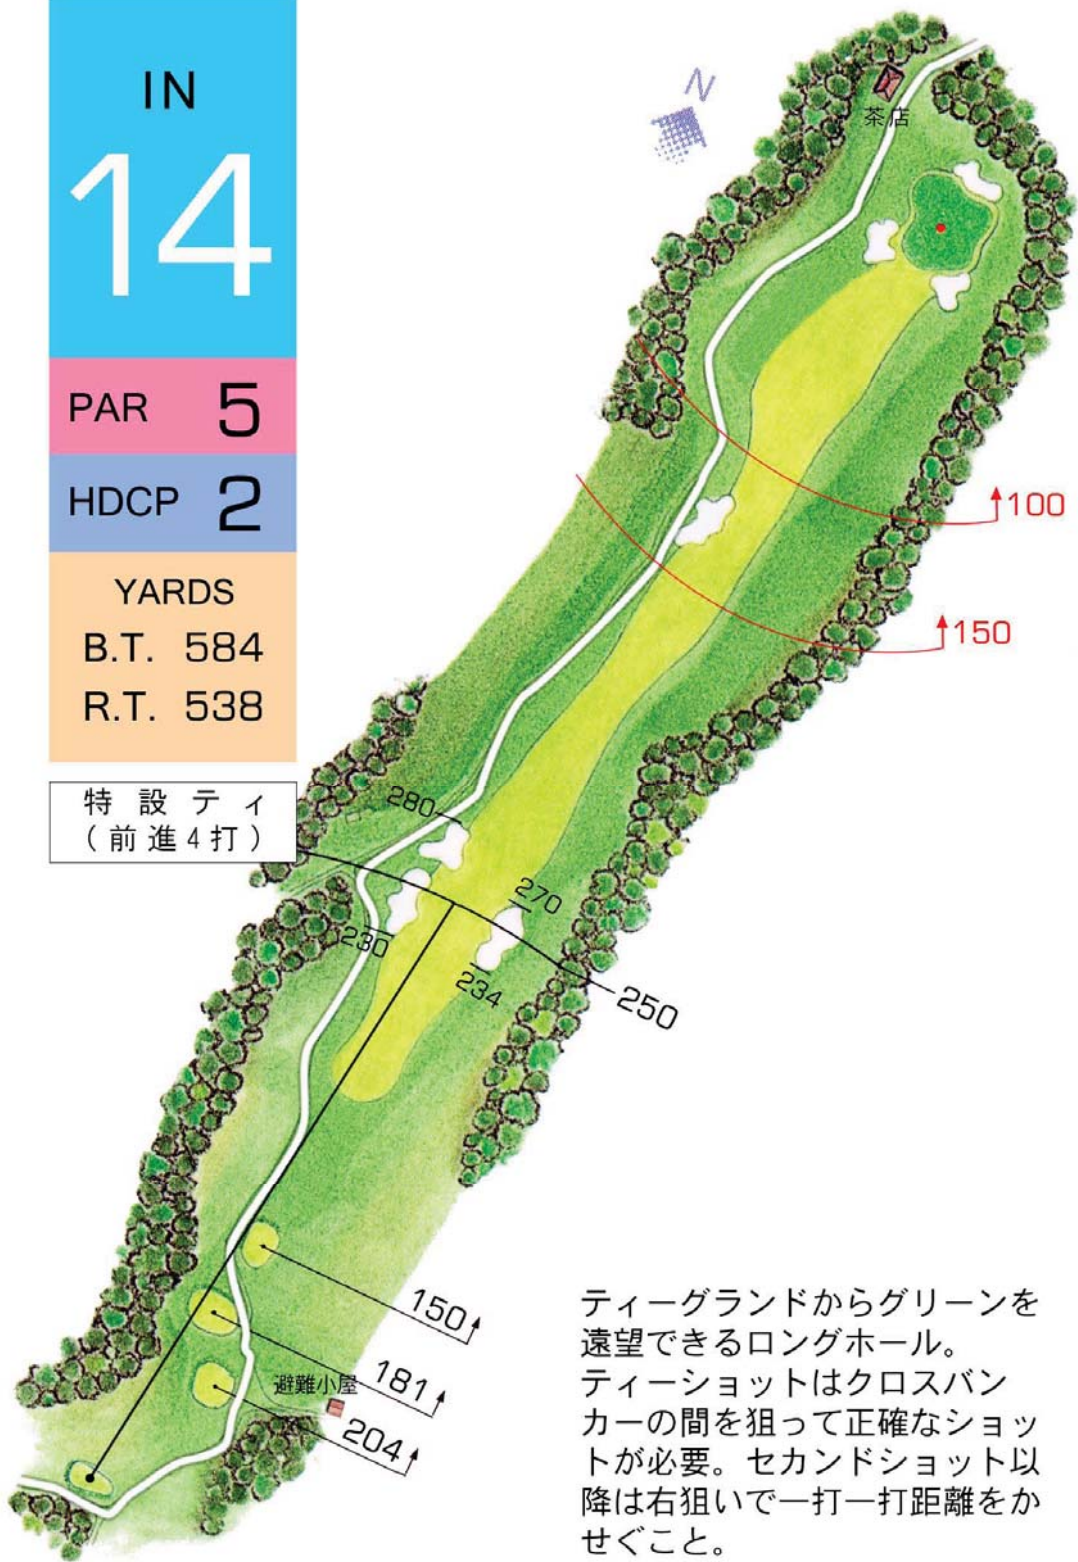 IN
14
PAR 5
HDCP 2
YARDS
B.T. 584
R.T. 538
特設ティ
(前進4打)
N
茶店
100
150
280
270
230
234
250
150
181
避難小屋
204
ティーグランドからグリーンを
遠望できるロングホール。
ティーショットはクロスバン
カーの間を狙って正確なショッ
トが必要。セカンドショット以
降は右狙いで一打一打距離をか
せぐこと。